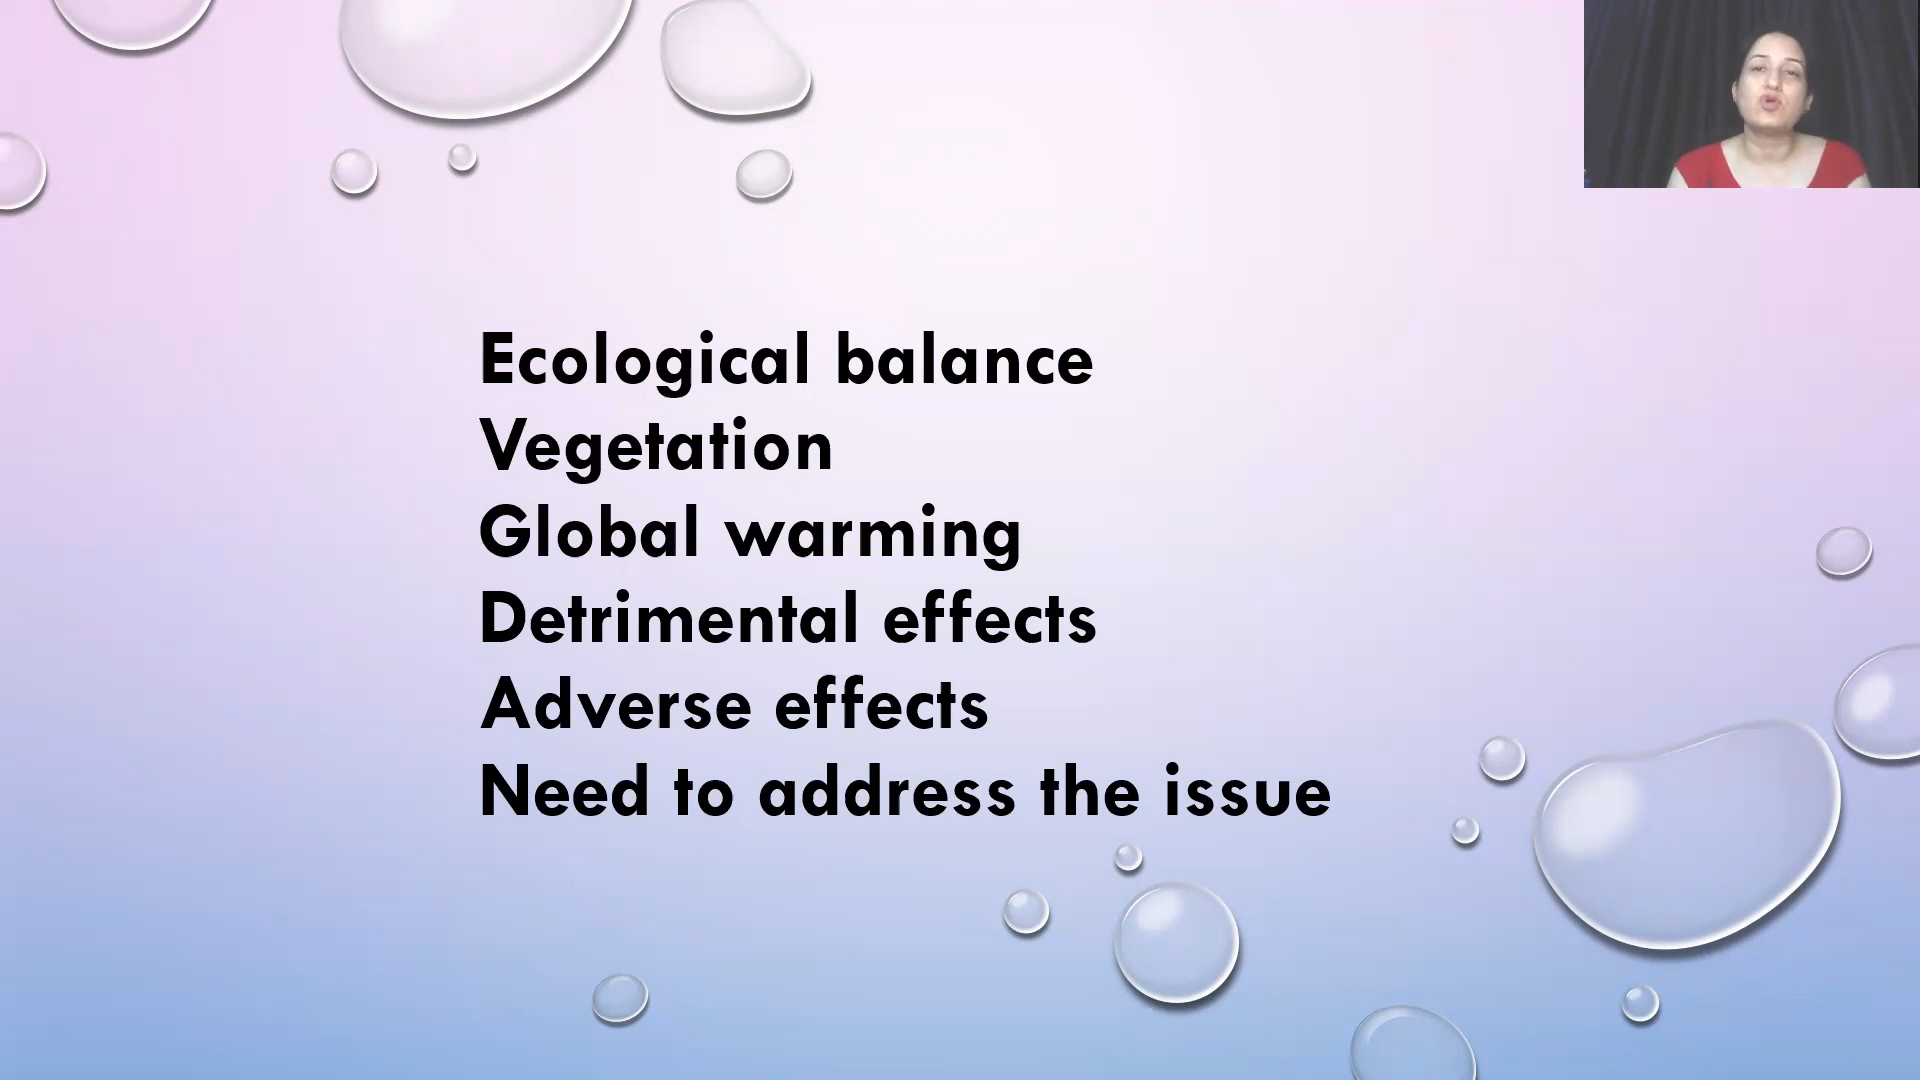 Ecological balance
Vegetation
Global warming
Detrimental effects
Adverse effects
Need to address the issue